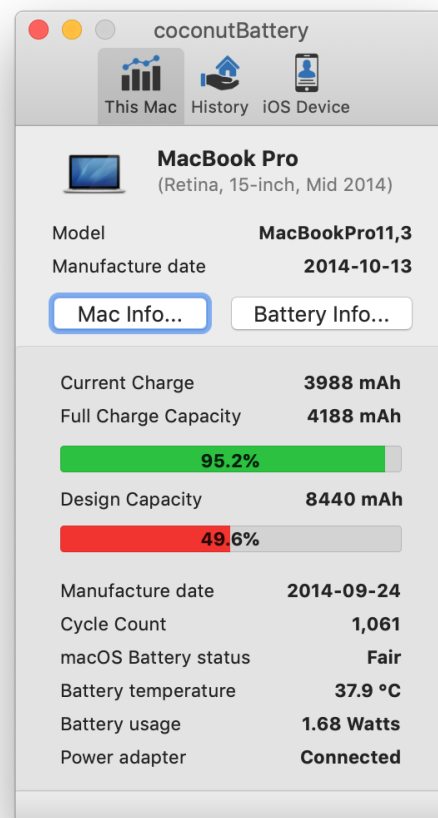 coconutBattery
This Mac History iOS Device
MacBook Pro
(Retina, 15-inch, Mid 2014)
Model MacBookPro11,3
Manufacture date 2014-10-13
Mac Info... Battery Info...
Current Charge 3988 mAh
Full Charge Capacity 4188 mAh
95.2%
Design Capacity 8440 mAh
49.6%
Manufacture date 2014-09-24
Cycle Count 1,061
macOS Battery status Fair
Battery temperature 37.9 °C
Battery usage 1.68 Watts
Power adapter Connected